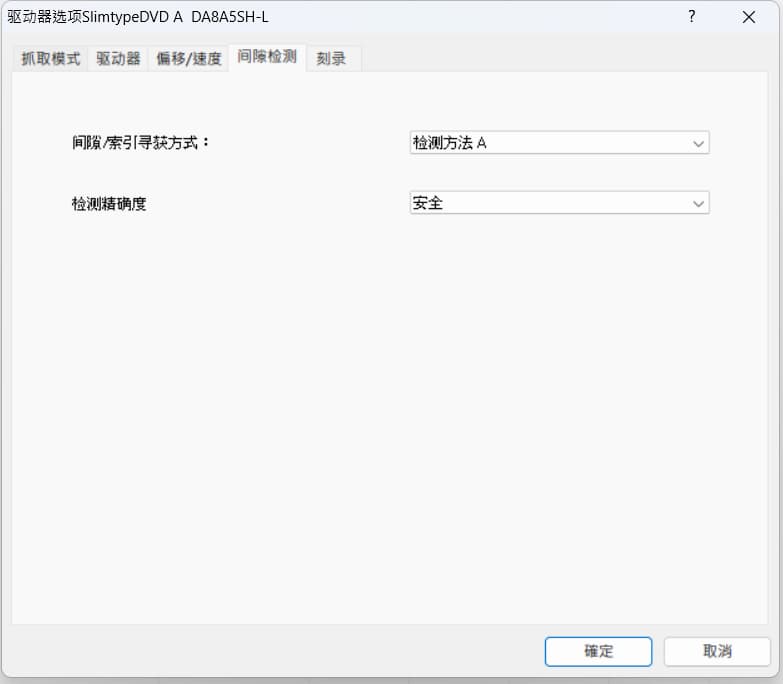 驱动器选项SlimtypeDVD A  DA8A5SH-L
?
抓取模式 驱动器 偏移/速度 间隙检测 刻录
间隙/索引寻获方式： 检测方法 A
检测精确度 安全
確定 取消